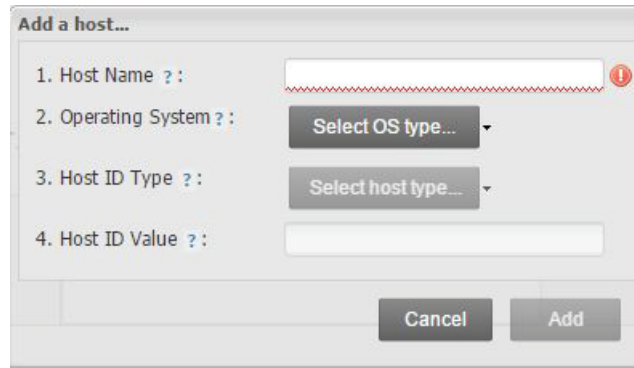 Add a host...
1. Host Name ?:
2. Operating System ?: Select OS type...
3. Host ID Type ?: Select host type...
4. Host ID Value ?:
Cancel Add